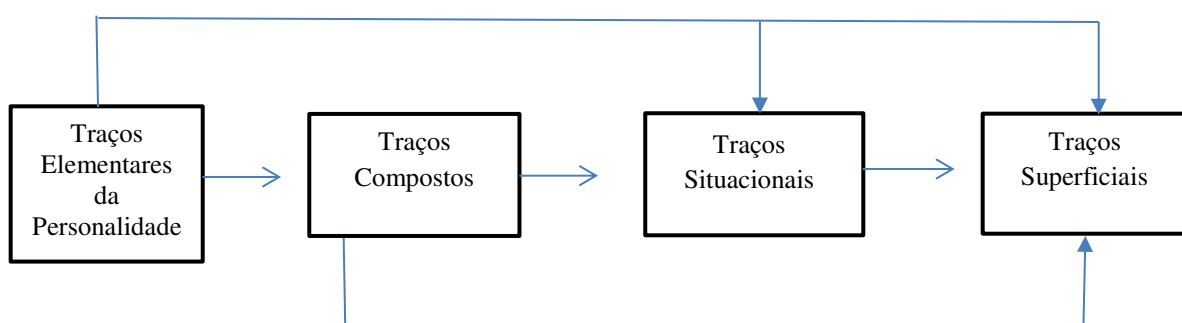 Traços
Elementares
da
Personalidade
Traços
Compostos
Traços
Situacionais
Traços
Superficiais